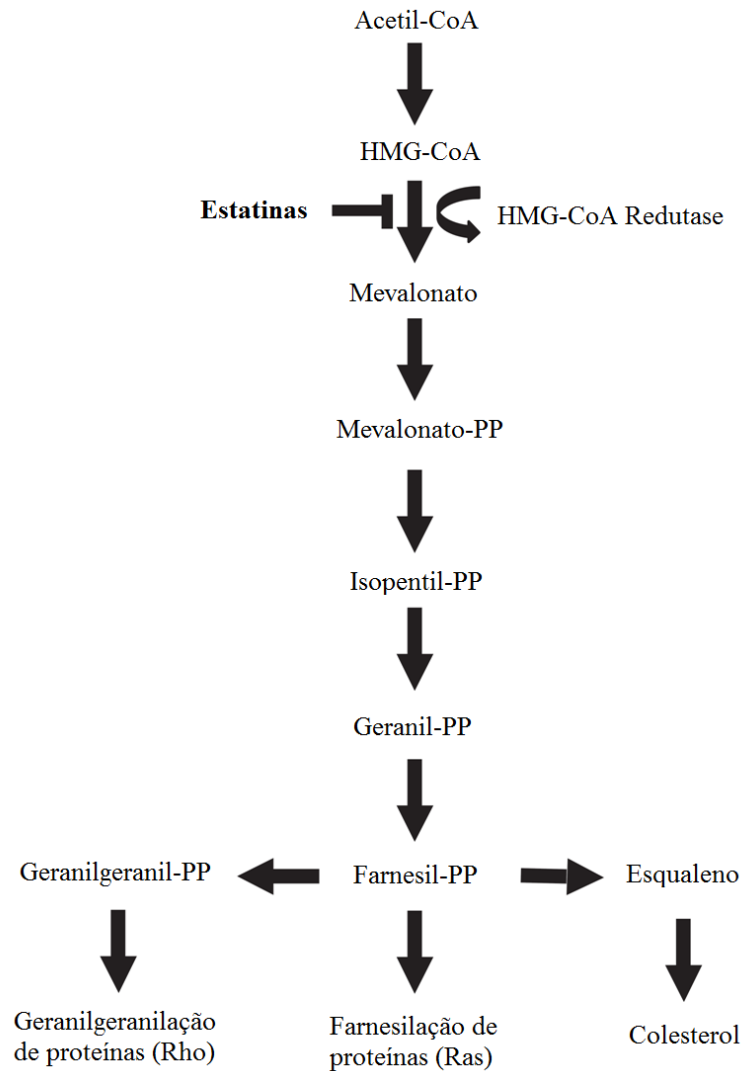 Acetil-CoA
HMG-CoA
Estatinas
HMG-CoA Redutase
Mevalonato
Mevalonato-PP
Isopentil-PP
Geranil-PP
Geranilgeranil-PP
Farnesil-PP
Esqualeno
Geranilgeranilação
de proteínas (Rho)
Farnesilação de
proteínas (Ras)
Colesterol